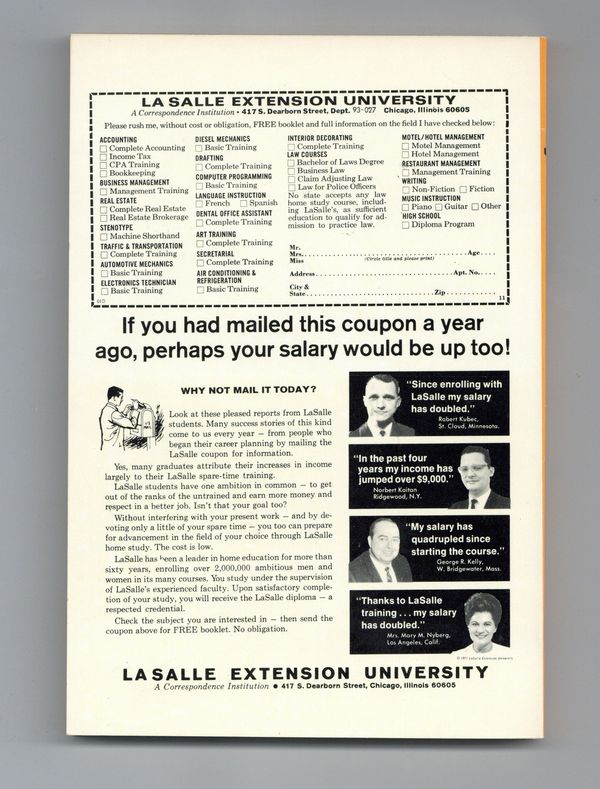 LA SALLE EXTENSION UNIVERSITY
A Correspondence Institution • 417 S. Dearborn Street, Dept. 93-027 Chicago, Illinois 60605
Please rush me, without cost or obligation, FREE booklet and full information on the field I have checked below:
ACCOUNTING
Complete Accounting
Income Tax
CPA Training
Bookkeeping
BUSINESS MANAGEMENT
Management Training
REAL ESTATE
Complete Real Estate
Real Estate Brokerage
STENOTYPE
Machine Shorthand
TRAFFIC & TRANSPORTATION
Complete Training
AUTOMOTIVE MECHANICS
Basic Training
ELECTRONICS TECHNICIAN
Basic Training
DIESEL MECHANICS
Basic Training
DRAFTING
Complete Training
COMPUTER PROGRAMMING
Basic Training
LANGUAGE INSTRUCTION
French Spanish
DENTAL OFFICE ASSISTANT
Complete Training
ART TRAINING
Complete Training
SECRETARIAL
Complete Training
AIR CONDITIONING &
REFRIGERATION
Basic Training
INTERIOR DECORATING
Complete Training
LAW COURSES
Bachelor of Laws Degree
Business Law
Claim Adjusting Law
Law for Police Officers
No state accepts any law
home study course, includ-
ing LaSalle's, as sufficient
education to qualify for ad-
mission to practice law.
MOTEL/HOTEL MANAGEMENT
Motel Management
Hotel Management
RESTAURANT MANAGEMENT
Management Training
WRITING
Non-Fiction Fiction
MUSIC INSTRUCTION
Piano Guitar Other
HIGH SCHOOL
Diploma Program
Mr.
Mrs. Age
Miss (Circle title and please print)
Address Apt. No.
City &
State Zip
11
If you had mailed this coupon a year
ago, perhaps your salary would be up too!
WHY NOT MAIL IT TODAY?
Look at these pleased reports from LaSalle
students. Many success stories of this kind
come to us every year – from people who
began their career planning by mailing the
LaSalle coupon for information.
Yes, many graduates attribute their increases in income
largely to their LaSalle spare-time training.
LaSalle students have one ambition in common – to get
out of the ranks of the untrained and earn more money and
respect in a better job. Isn't that your goal too?
Without interfering with your present work – and by de-
voting only a little of your spare time – you too can prepare
for advancement in the field of your choice through LaSalle
home study. The cost is low.
LaSalle has been a leader in home education for more than
sixty years, enrolling over 2,000,000 ambitious men and
women in its many courses. You study under the supervision
of LaSalle's experienced faculty. Upon satisfactory comple-
tion of your study, you will receive the LaSalle diploma – a
respected credential.
Check the subject you are interested in – then send the
coupon above for FREE booklet. No obligation.
"Since enrolling with
LaSalle my salary
has doubled."
Robert Kubec,
St. Cloud, Minnesota.
"In the past four
years my income has
jumped over $9,000."
Norbert Kaitan
Ridgewood, N.Y.
"My salary has
quadrupled since
starting the course."
George R. Kelly,
W. Bridgewater, Mass.
"Thanks to LaSalle
training . . . my salary
has doubled."
Mrs. Mary M. Nyberg,
Los Angeles, Calif.
© 1971 LaSalle Extension University
LA SALLE EXTENSION UNIVERSITY
A Correspondence Institution • 417 S. Dearborn Street, Chicago, Illinois 60605